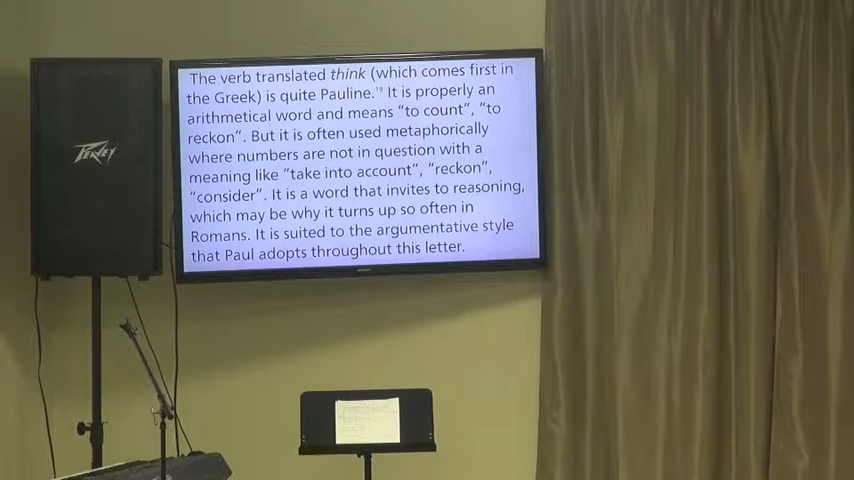 The verb translated think (which comes first in
the Greek) is quite Pauline.¹⁹ It is properly an
arithmetical word and means “to count”, “to
reckon”. But it is often used metaphorically
where numbers are not in question with a
meaning like “take into account”, “reckon”,
“consider”. It is a word that invites to reasoning,
which may be why it turns up so often in
Romans. It is suited to the argumentative style
that Paul adopts throughout this letter.
PEAVEY